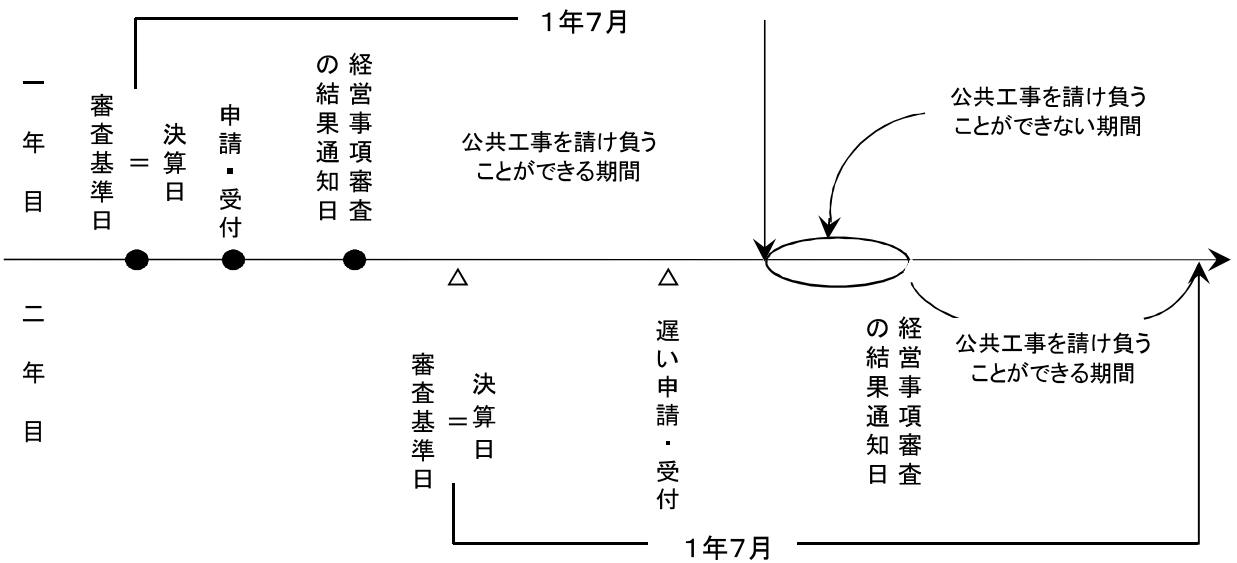 1年7月
一年目
審査基準日
＝
決算日
申請・受付
経営事項審査
の結果通知日
公共工事を請け負う
ことができる期間
公共工事を請け負う
ことができない期間
二年目
審査基準日
＝
決算日
遅い申請・受付
経営事項審査
の結果通知日
公共工事を請け負う
ことができる期間
1年7月